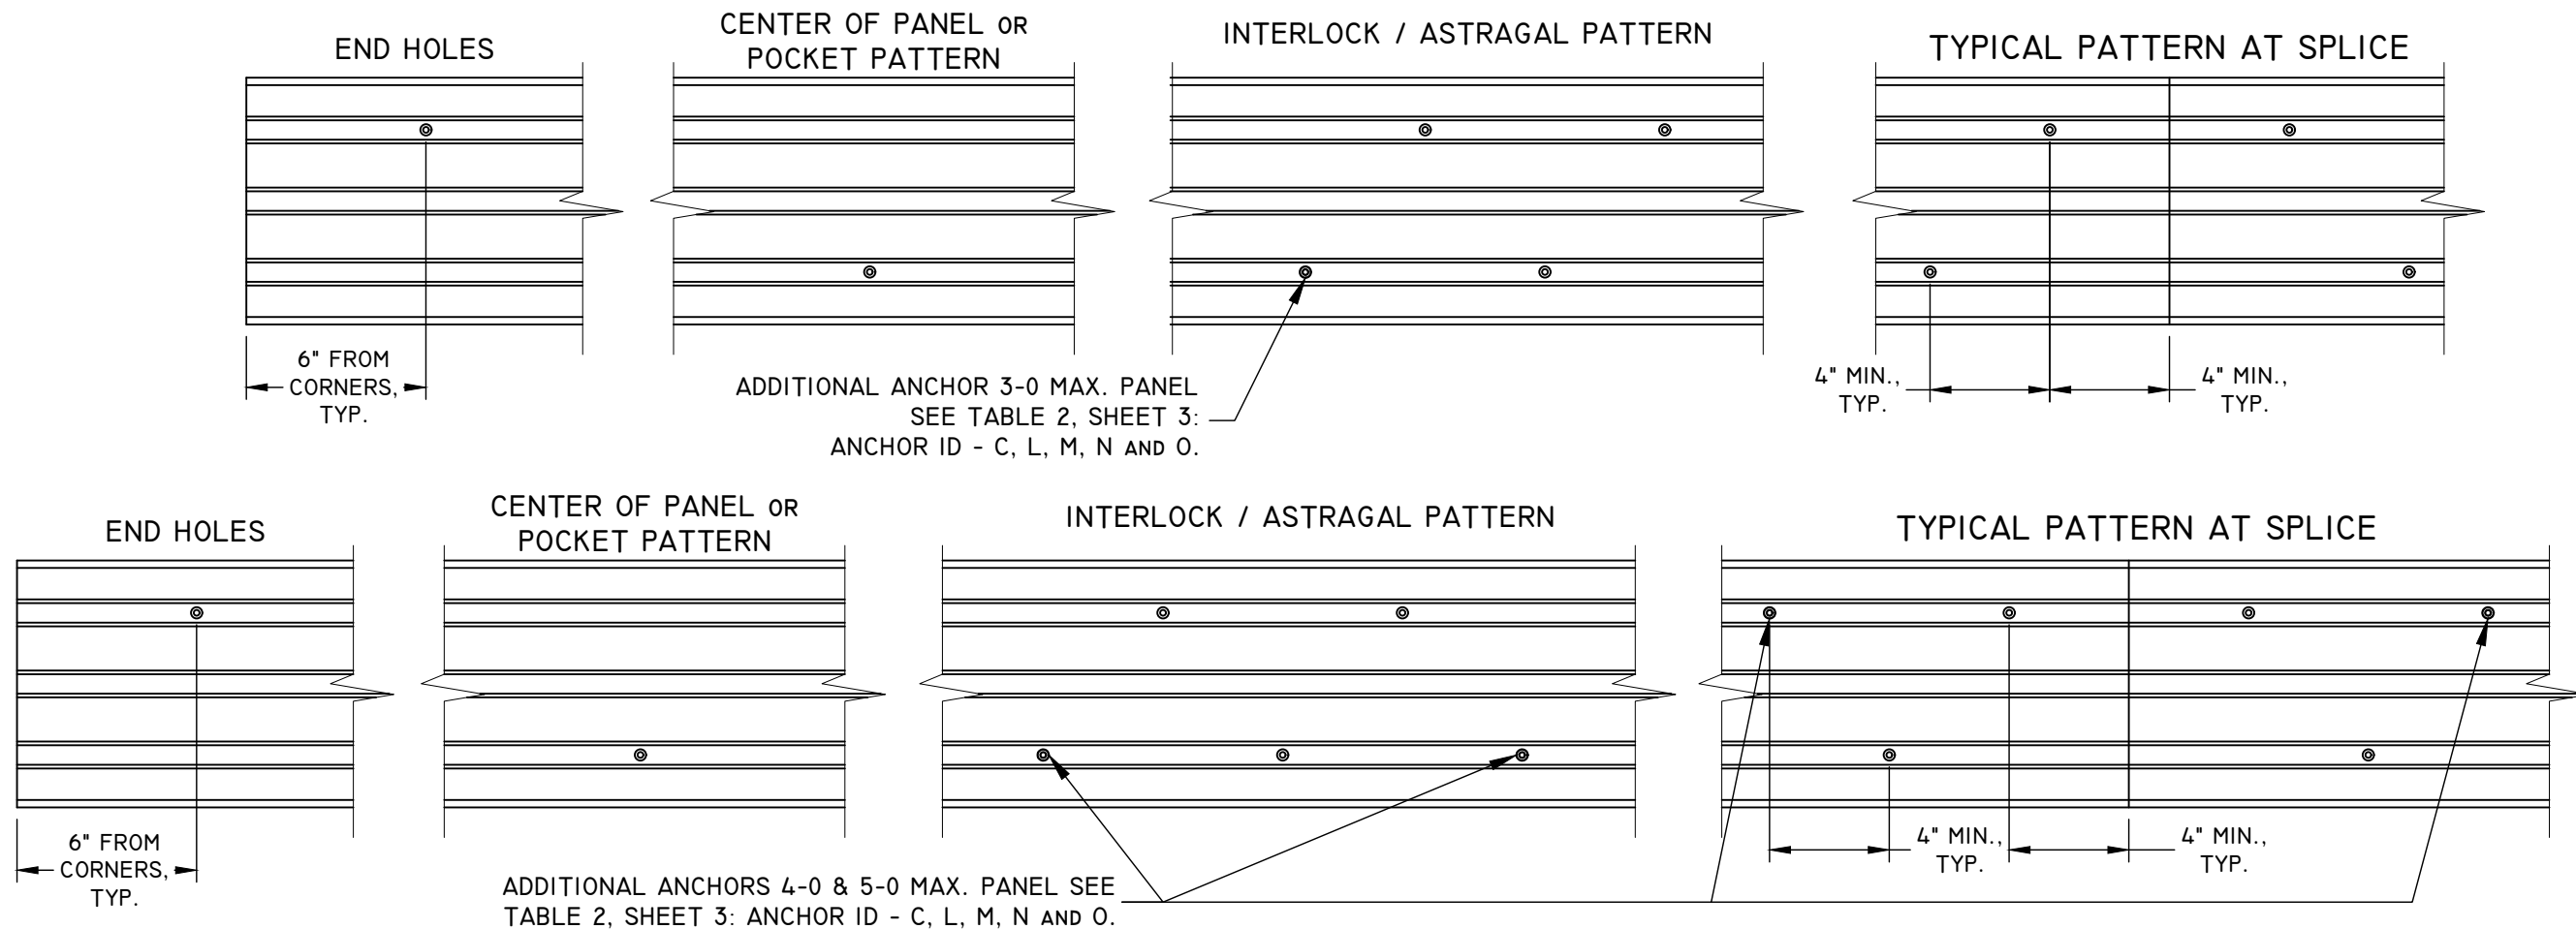 END HOLES
CENTER OF PANEL OR
POCKET PATTERN
INTERLOCK / ASTRAGAL PATTERN
TYPICAL PATTERN AT SPLICE
6" FROM
CORNERS,
TYP.
ADDITIONAL ANCHOR 3-0 MAX. PANEL
SEE TABLE 2, SHEET 3:
ANCHOR ID - C, L, M, N AND O.
4" MIN.,
TYP.
4" MIN.,
TYP.
END HOLES
CENTER OF PANEL OR
POCKET PATTERN
INTERLOCK / ASTRAGAL PATTERN
TYPICAL PATTERN AT SPLICE
6" FROM
CORNERS,
TYP.
ADDITIONAL ANCHORS 4-0 & 5-0 MAX. PANEL SEE
TABLE 2, SHEET 3: ANCHOR ID - C, L, M, N AND O.
4" MIN.,
TYP.
4" MIN.,
TYP.